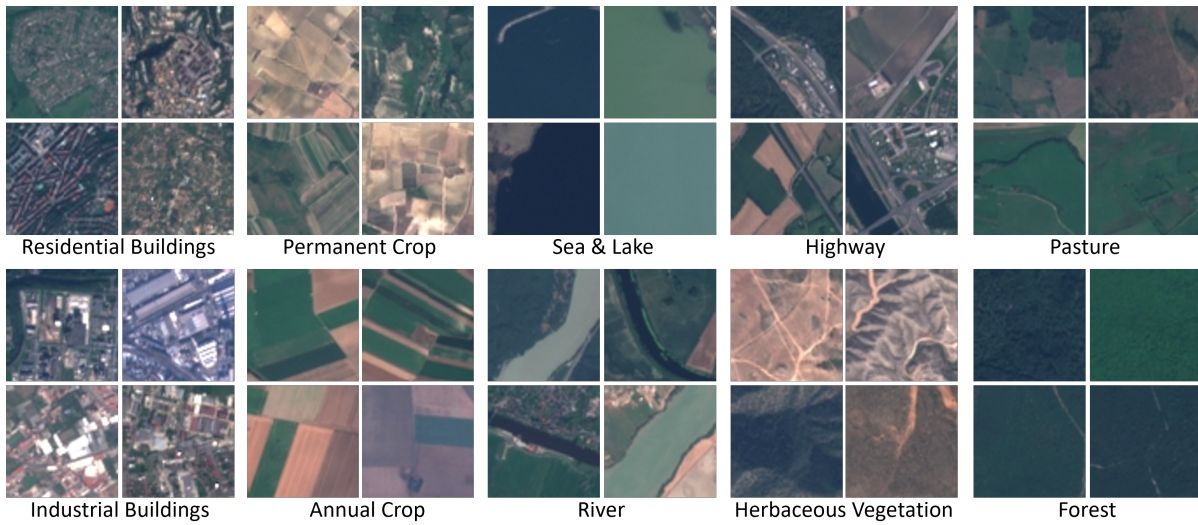 Residential Buildings
Permanent Crop
Sea & Lake
Highway
Pasture
Industrial Buildings
Annual Crop
River
Herbaceous Vegetation
Forest